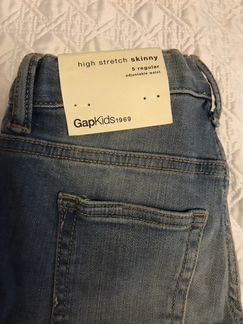 high stretch skinny
5 regular
adjustable waist
GapKids1969